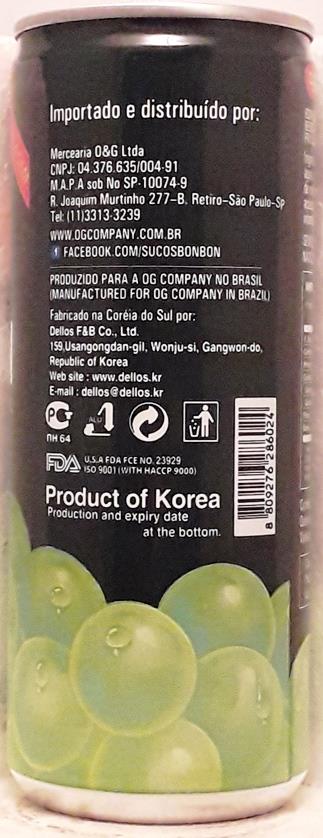 Importado e distribuído por:
Mercearia O&G Ltda
CNPJ: 04.376.635/004-91
M.A.P.A sob No SP-10074-9
R. Joaquim Murtinho 277-B. Retiro-São Paulo-SP
Tel: (11)3313-3239
WWW.OGCOMPANY.COM.BR
f FACEBOOK.COM/SUCOSBONBON
PRODUZIDO PARA A OG COMPANY NO BRASIL
(MANUFACTURED FOR OG COMPANY IN BRAZIL)
Fabricado na Coréia do Sul por:
Dellos F&B Co., Ltd.
159,Usangongdan-gil, Wonju-si, Gangwon-do,
Republic of Korea
Web site : www.dellos.kr
E-mail : dellos@dellos.kr
PG ALU
ПН 64
FDA U.S.A FDA FCE NO. 23929
ISO 9001 (WITH HACCP 9000)
8 809276 286024
Product of Korea
Production and expiry date
at the bottom.